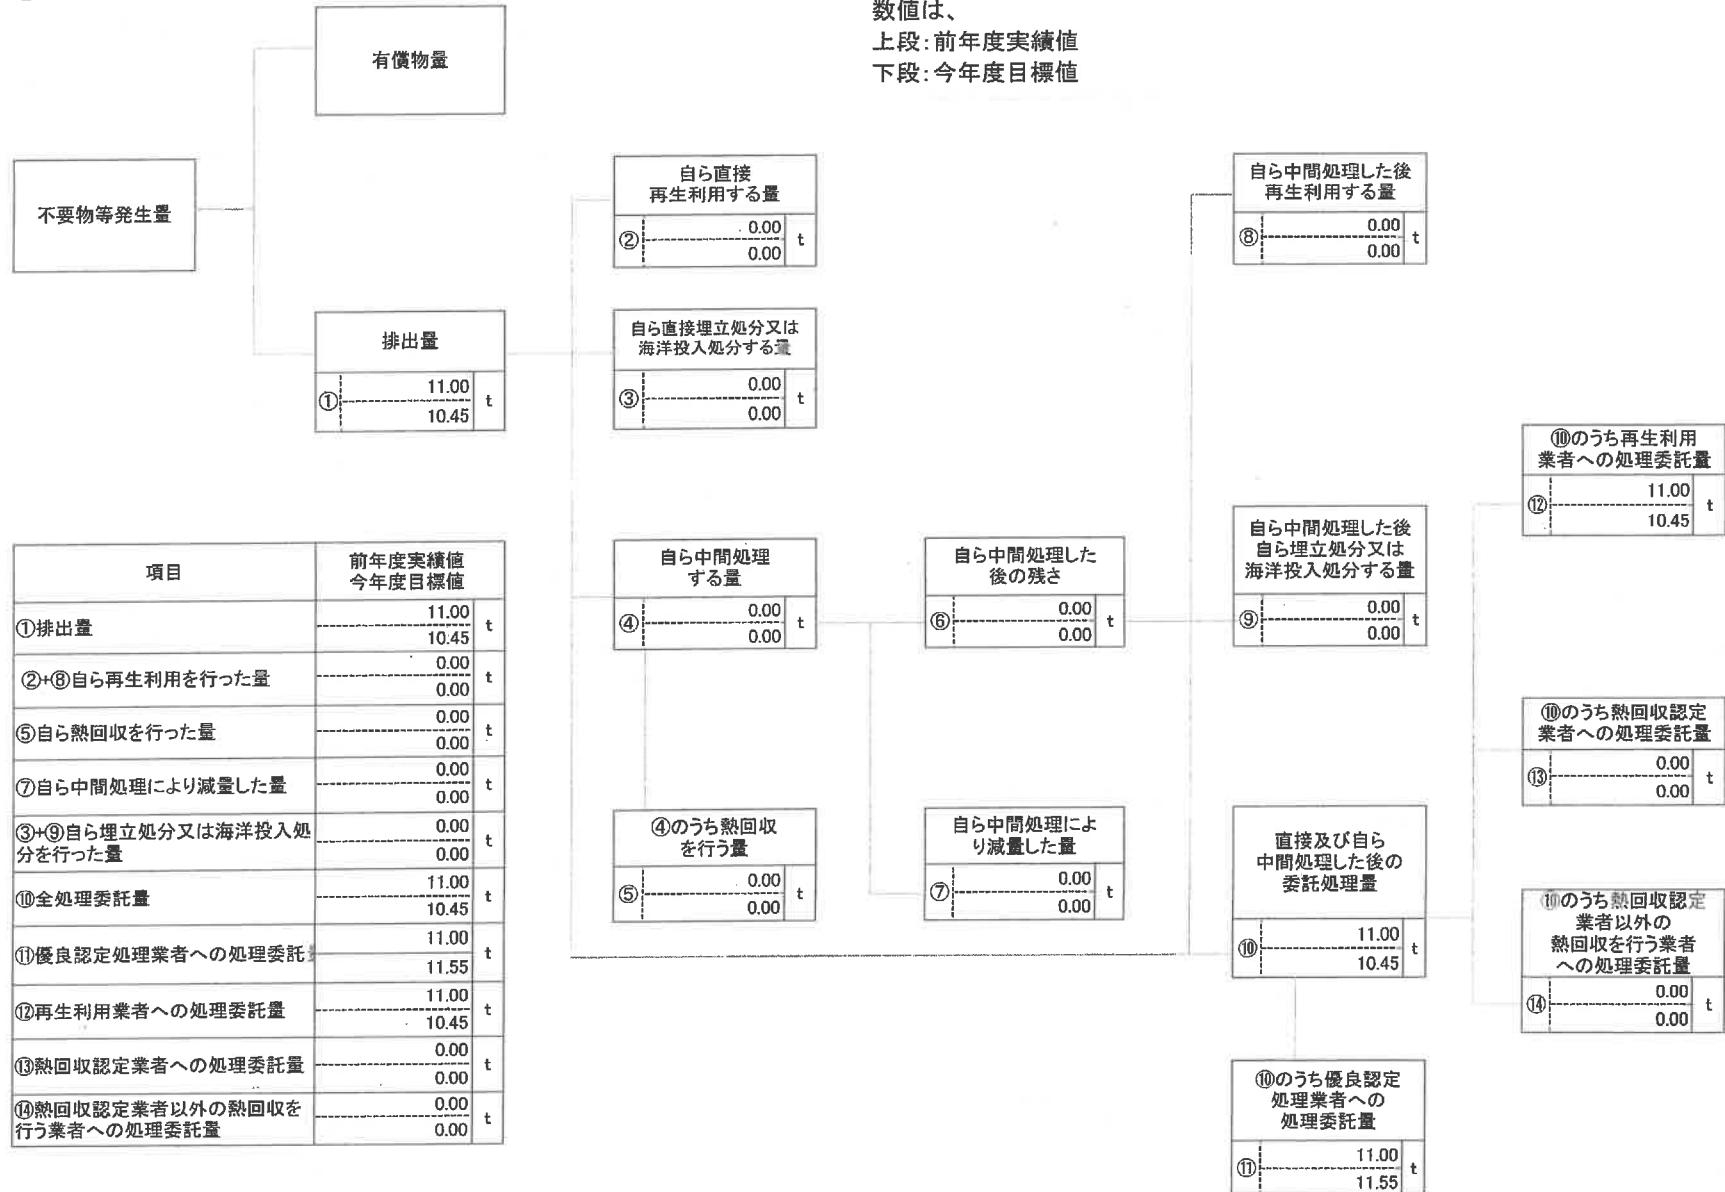 数値は、
上段:前年度実績値
下段:今年度目標値
有償物量
不要物等発生量
排出量
① 11.00 t
10.45
自ら直接
再生利用する量
② 0.00 t
0.00
自ら直接埋立処分又は
海洋投入処分する量
③ 0.00 t
0.00
自ら中間処理
する量
④ 0.00 t
0.00
④のうち熱回収
を行う量
⑤ 0.00 t
0.00
自ら中間処理した
後の残さ
⑥ 0.00 t
0.00
自ら中間処理によ
り減量した量
⑦ 0.00 t
0.00
自ら中間処理した後
再生利用する量
⑧ 0.00 t
0.00
自ら中間処理した後
自ら埋立処分又は
海洋投入処分する量
⑨ 0.00 t
0.00
直接及び自ら
中間処理した後の
委託処理量
⑩ 11.00 t
10.45
⑩のうち優良認定
処理業者への
処理委託量
⑪ 11.00 t
11.55
⑩のうち再生利用
業者への処理委託量
⑫ 11.00 t
10.45
⑩のうち熱回収認定
業者への処理委託量
⑬ 0.00 t
0.00
⑩のうち熱回収認定
業者以外の
熱回収を行う業者
への処理委託量
⑭ 0.00 t
0.00
項目 前年度実績値
今年度目標値
①排出量 11.00 t
10.45
②+⑧自ら再生利用を行った量 0.00 t
0.00
⑤自ら熱回収を行った量 0.00 t
0.00
⑦自ら中間処理により減量した量 0.00 t
0.00
③+⑨自ら埋立処分又は海洋投入処
分を行った量 0.00 t
0.00
⑩全処理委託量 11.00 t
10.45
⑪優良認定処理業者への処理委託 11.00 t
11.55
⑫再生利用業者への処理委託量 11.00 t
10.45
⑬熱回収認定業者への処理委託量 0.00 t
0.00
⑭熱回収認定業者以外の熱回収を
行う業者への処理委託量 0.00 t
0.00